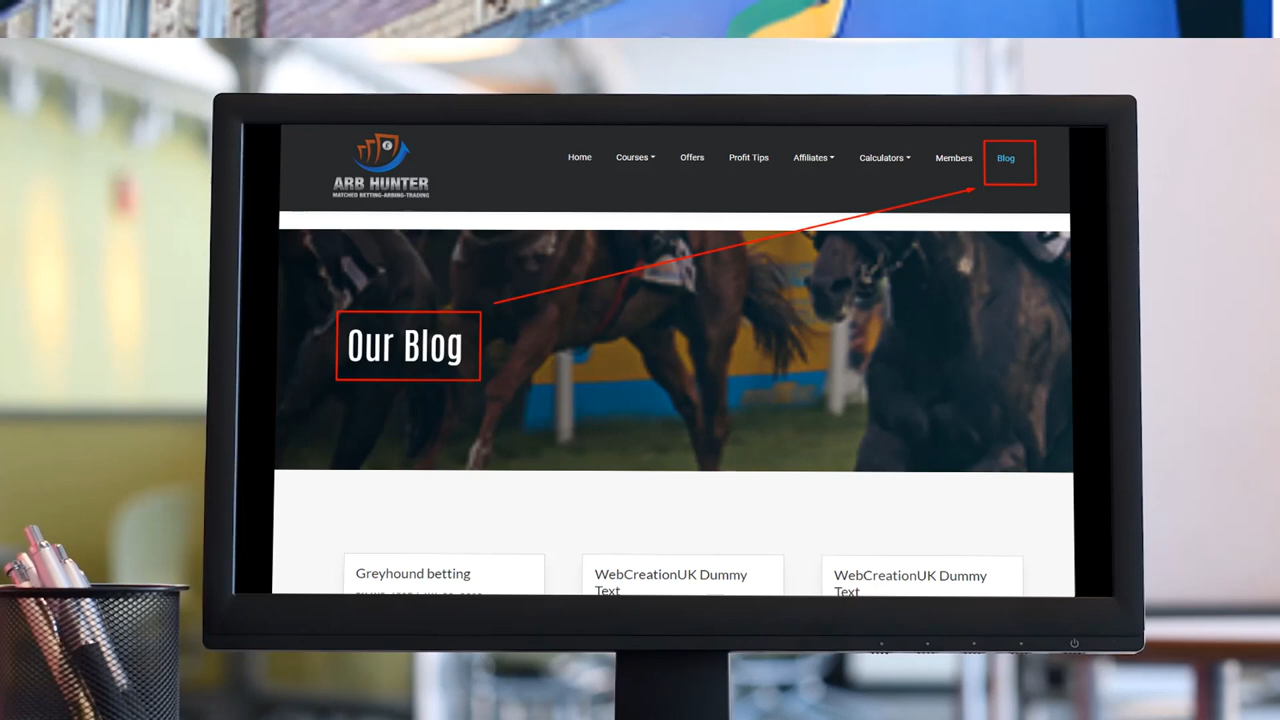 Home Courses Offers Profit Tips Affiliates Calculators Members Blog
ARB HUNTER
MATCHED BETTING-ARBING-TRADING
Our Blog
Greyhound betting
WebCreationUK Dummy
Text
WebCreationUK Dummy
Text